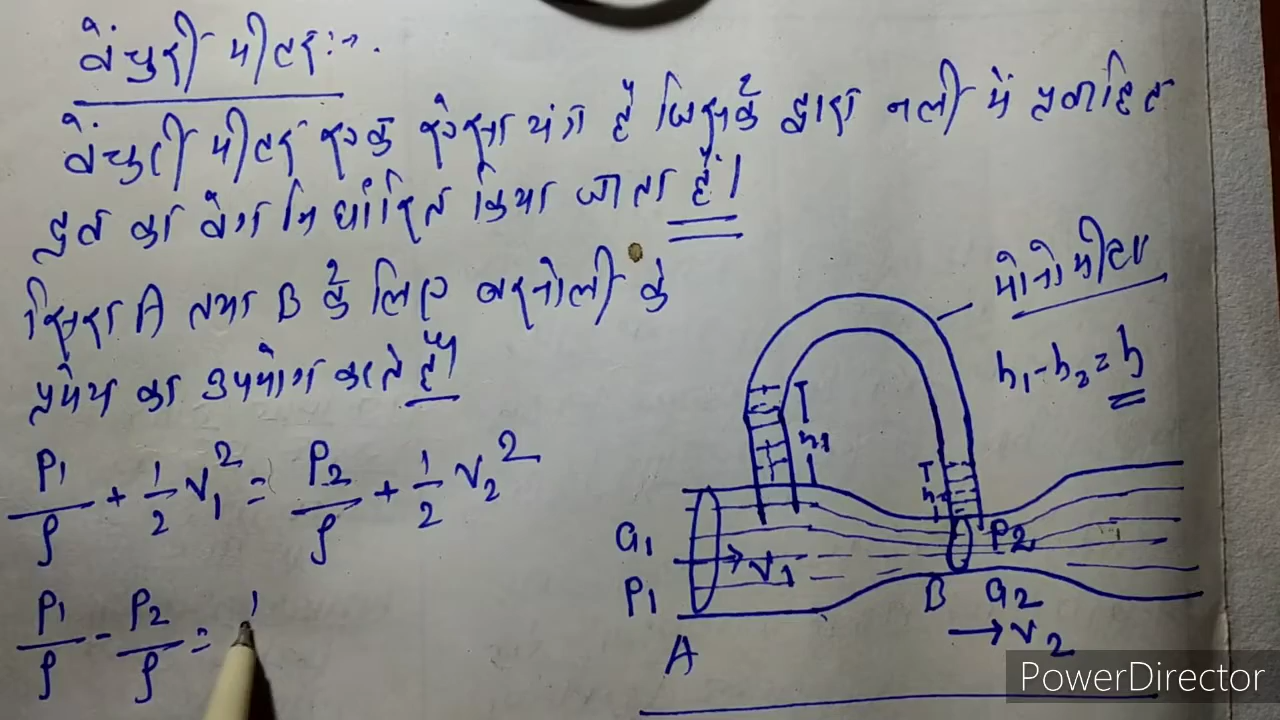 वेंचुरी मीटर :→.
वेंचुरी मीटर एक ऐसा यंत्र है जिसके द्वारा नली में प्रवाहित
द्रव का वेग निर्धारित किया जाता है।
सिरा A तथा B के लिए बरनोली के
प्रमेय का उपयोग करते हैं।
P₁/ρ + 1/2 v₁² = P₂/ρ + 1/2 v₂²
P₁/ρ - P₂/ρ = 1
मोनोमीटर
h₁-h₂=h
h₁
h
a₁
P₁
v₁
A
P₂
B a₂
→ v₂
PowerDirector